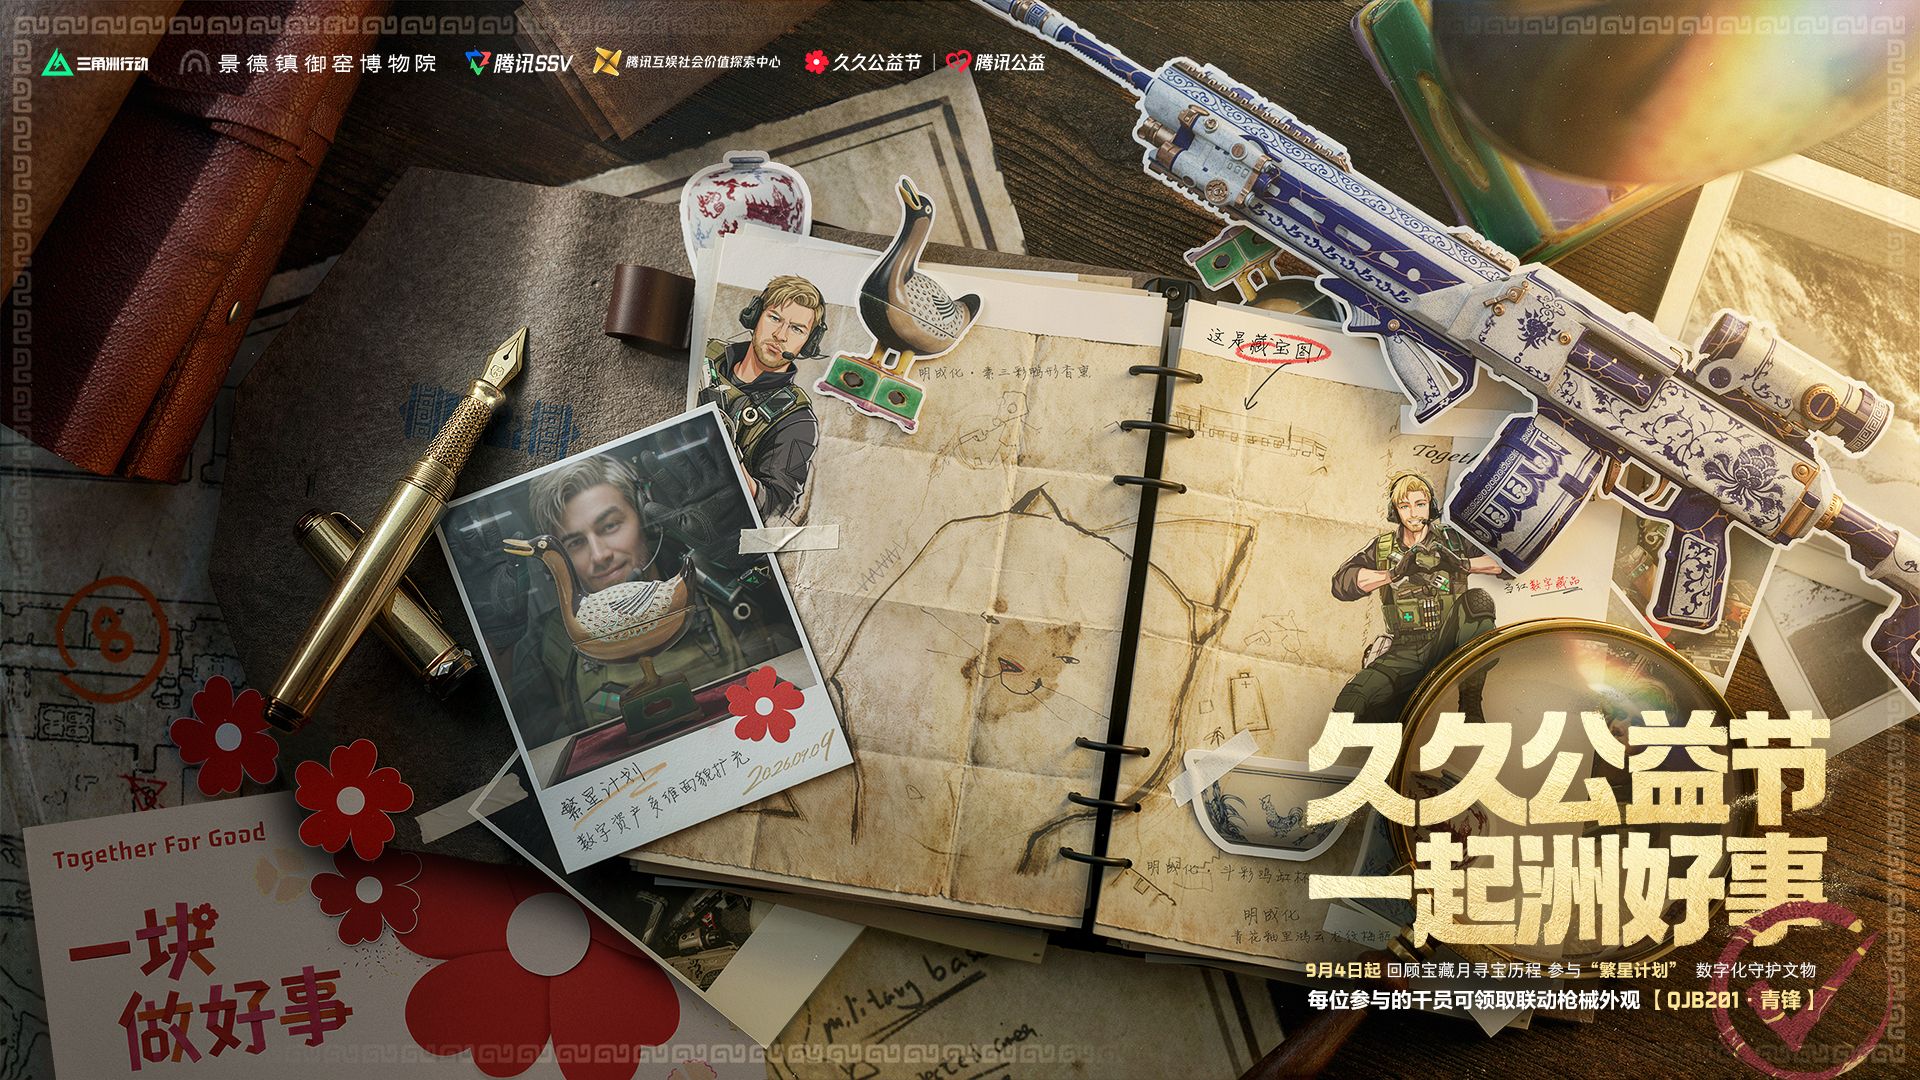 三角洲行动
景德镇御窑博物院
腾讯SSV
腾讯互娱社会价值探索中心
久久公益节
腾讯公益
这是藏宝图!
明成化·素三彩鸭形香熏
Togeth
当红数字藏品
8
繁星计划
数字资产多维面貌扩充
2026.09.09
明成化·斗彩鸡缸杯
明成化
青花釉里鸿云龙纹梅瓶
Together For Good
一块
做好事
military bas
久久公益节
一起洲好事
9月4日起 回顾宝藏月寻宝历程 参与“繁星计划” 数字化守护文物
每位参与的干员可领取联动枪械外观【QJB201·青锋】